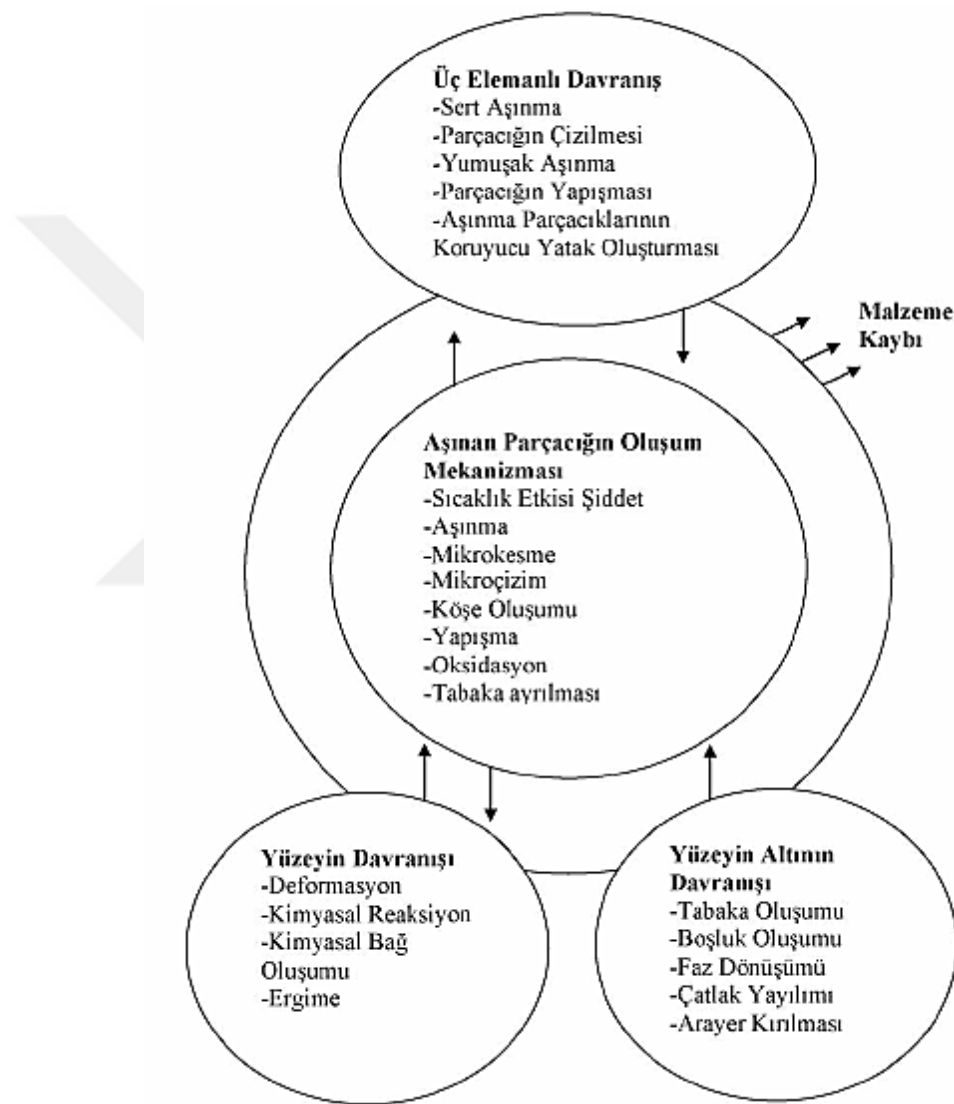 Üç Elemanlı Davranış
-Sert Aşınma
-Parçacığın Çizilmesi
-Yumuşak Aşınma
-Parçacığın Yapışması
-Aşınma Parçacıklarının
Koruyucu Yatak Oluşturması
Malzeme
Kaybı
Aşınan Parçacığın Oluşum
Mekanizması
-Sıcaklık Etkisi Şiddet
-Aşınma
-Mikrokesme
-Mikroçizim
-Köşe Oluşumu
-Yapışma
-Oksidasyon
-Tabaka ayrılması
Yüzeyin Davranışı
-Deformasyon
-Kimyasal Reaksiyon
-Kimyasal Bağ
Oluşumu
-Ergime
Yüzeyin Altının
Davranışı
-Tabaka Oluşumu
-Boşluk Oluşumu
-Faz Dönüşümü
-Çatlak Yayılımı
-Arayer Kırılması